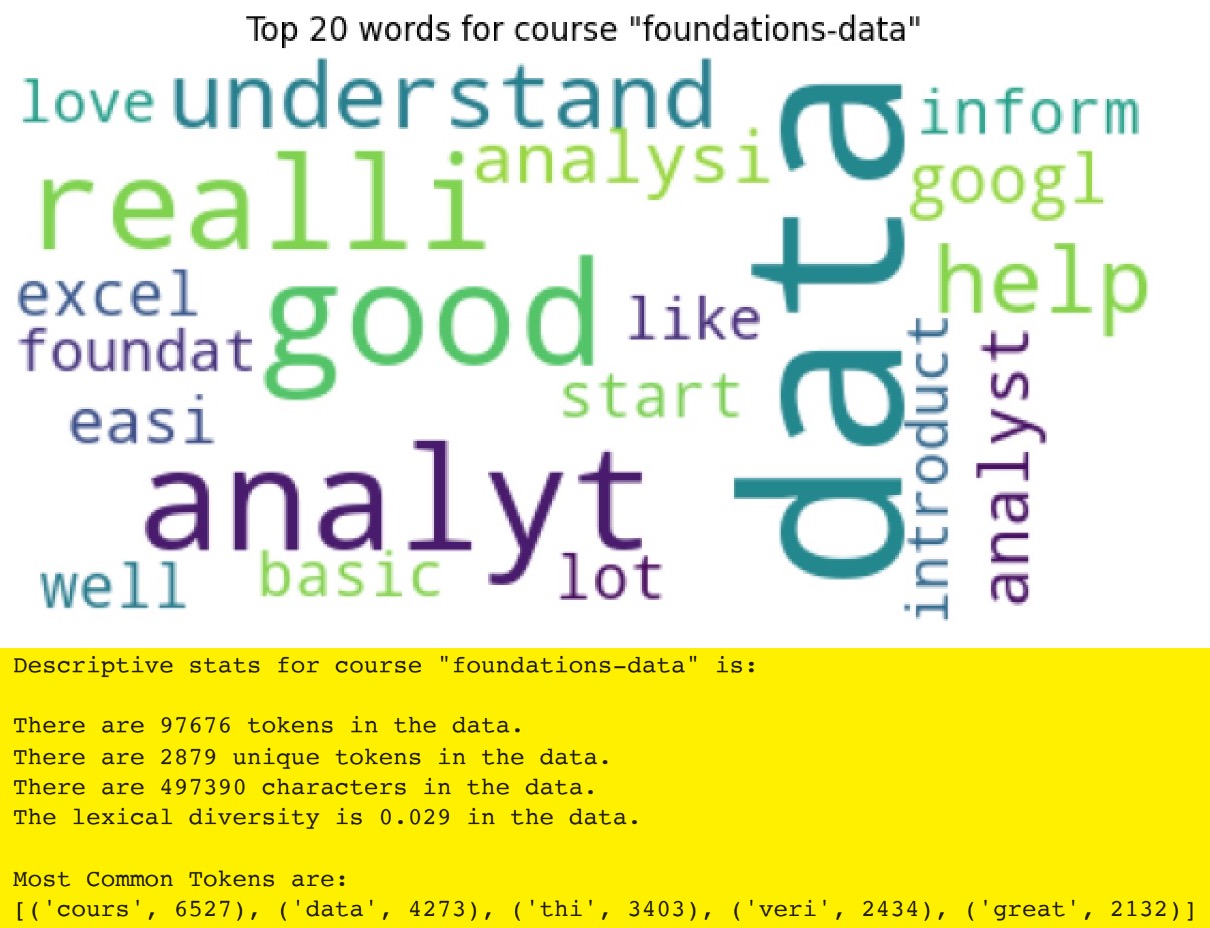 Top 20 words for course "foundations-data"
love
understand
data
inform
analysi
googl
realli
help
excel
good
like
foundat
introduct
analyst
start
easi
analyt
well
basic
lot
Descriptive stats for course "foundations-data" is:
There are 97676 tokens in the data.
There are 2879 unique tokens in the data.
There are 497390 characters in the data.
The lexical diversity is 0.029 in the data.
Most Common Tokens are:
[('cours', 6527), ('data', 4273), ('thi', 3403), ('veri', 2434), ('great', 2132)]